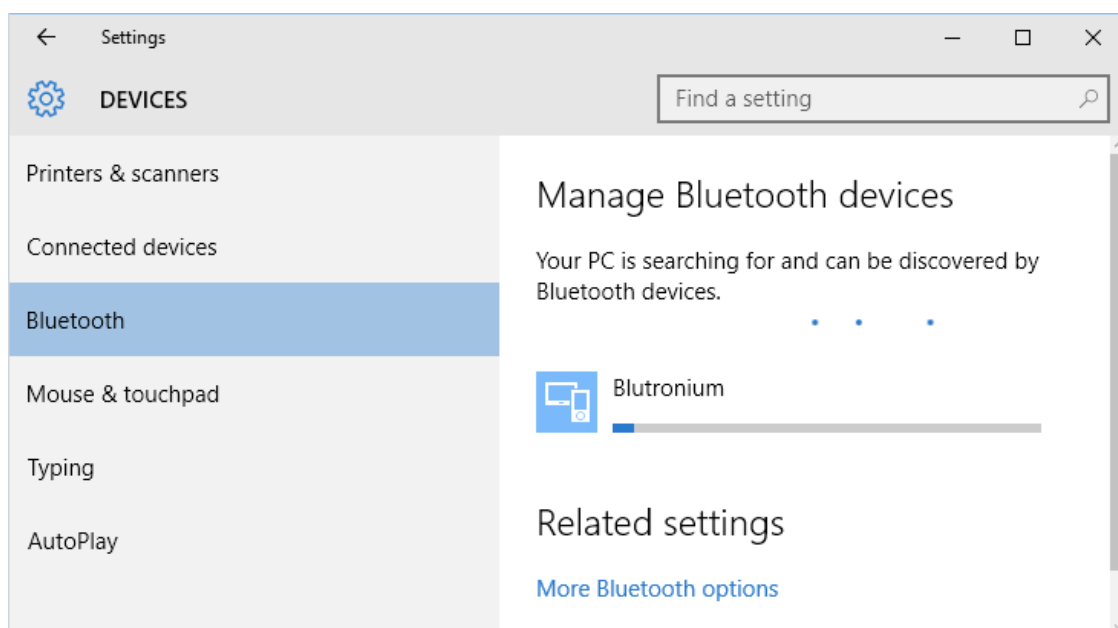 Settings
DEVICES
Find a setting
Printers & scanners
Connected devices
Bluetooth
Mouse & touchpad
Typing
AutoPlay
Manage Bluetooth devices
Your PC is searching for and can be discovered by
Bluetooth devices.
Blutronium
Related settings
More Bluetooth options